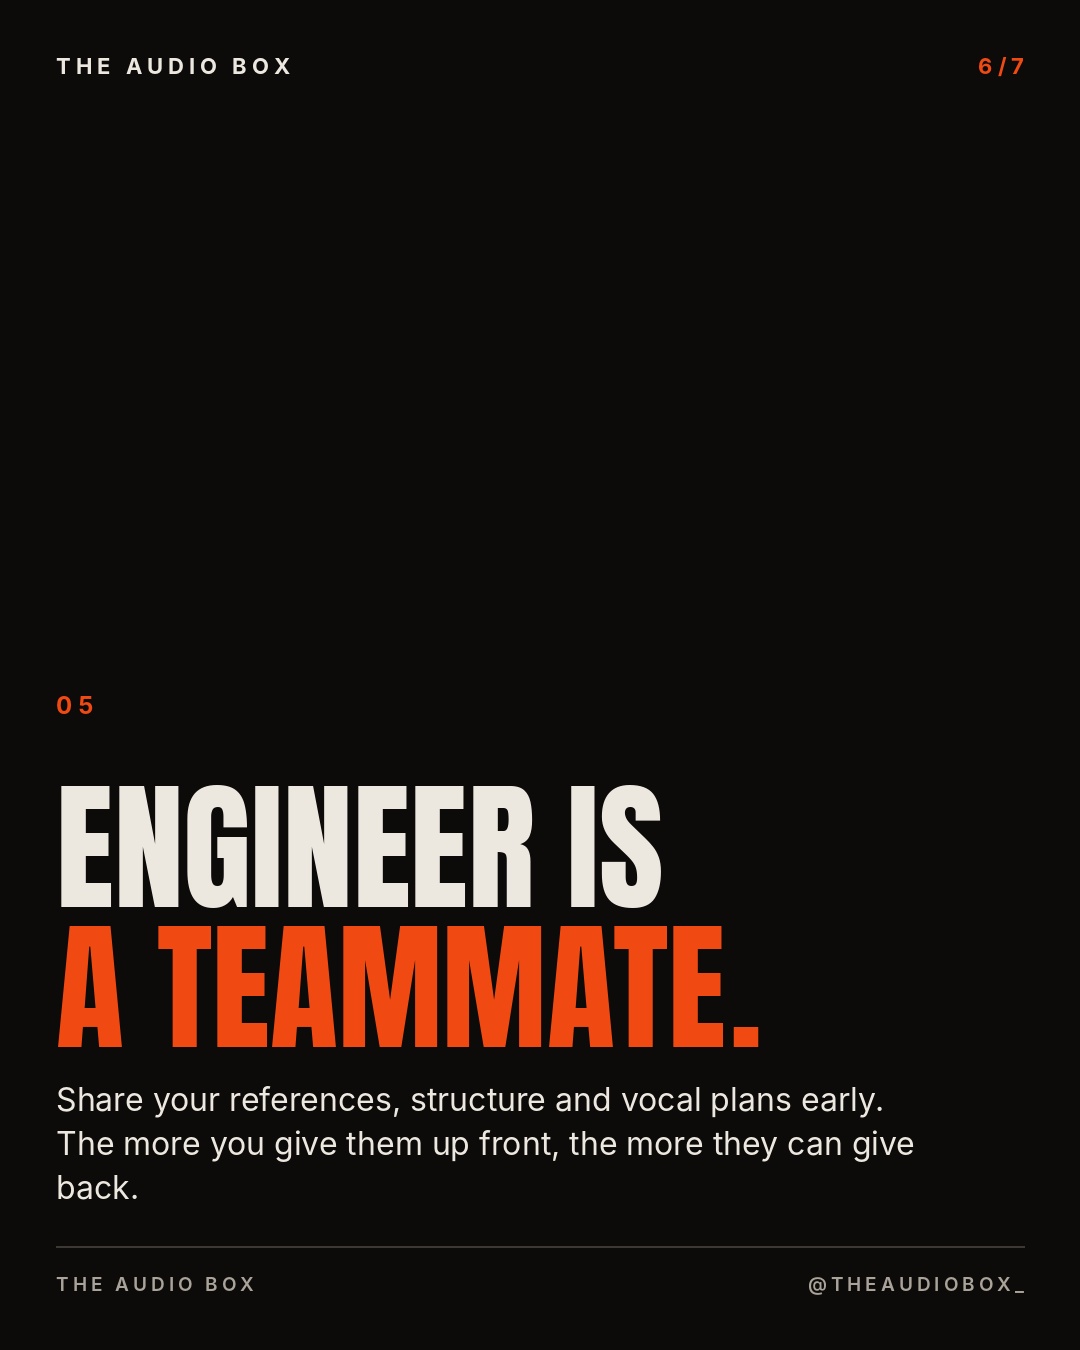 THE AUDIO BOX
6/7
05
ENGINEER IS
A TEAMMATE.
Share your references, structure and vocal plans early.
The more you give them up front, the more they can give
back.
THE AUDIO BOX
@THEAUDIOBOX_